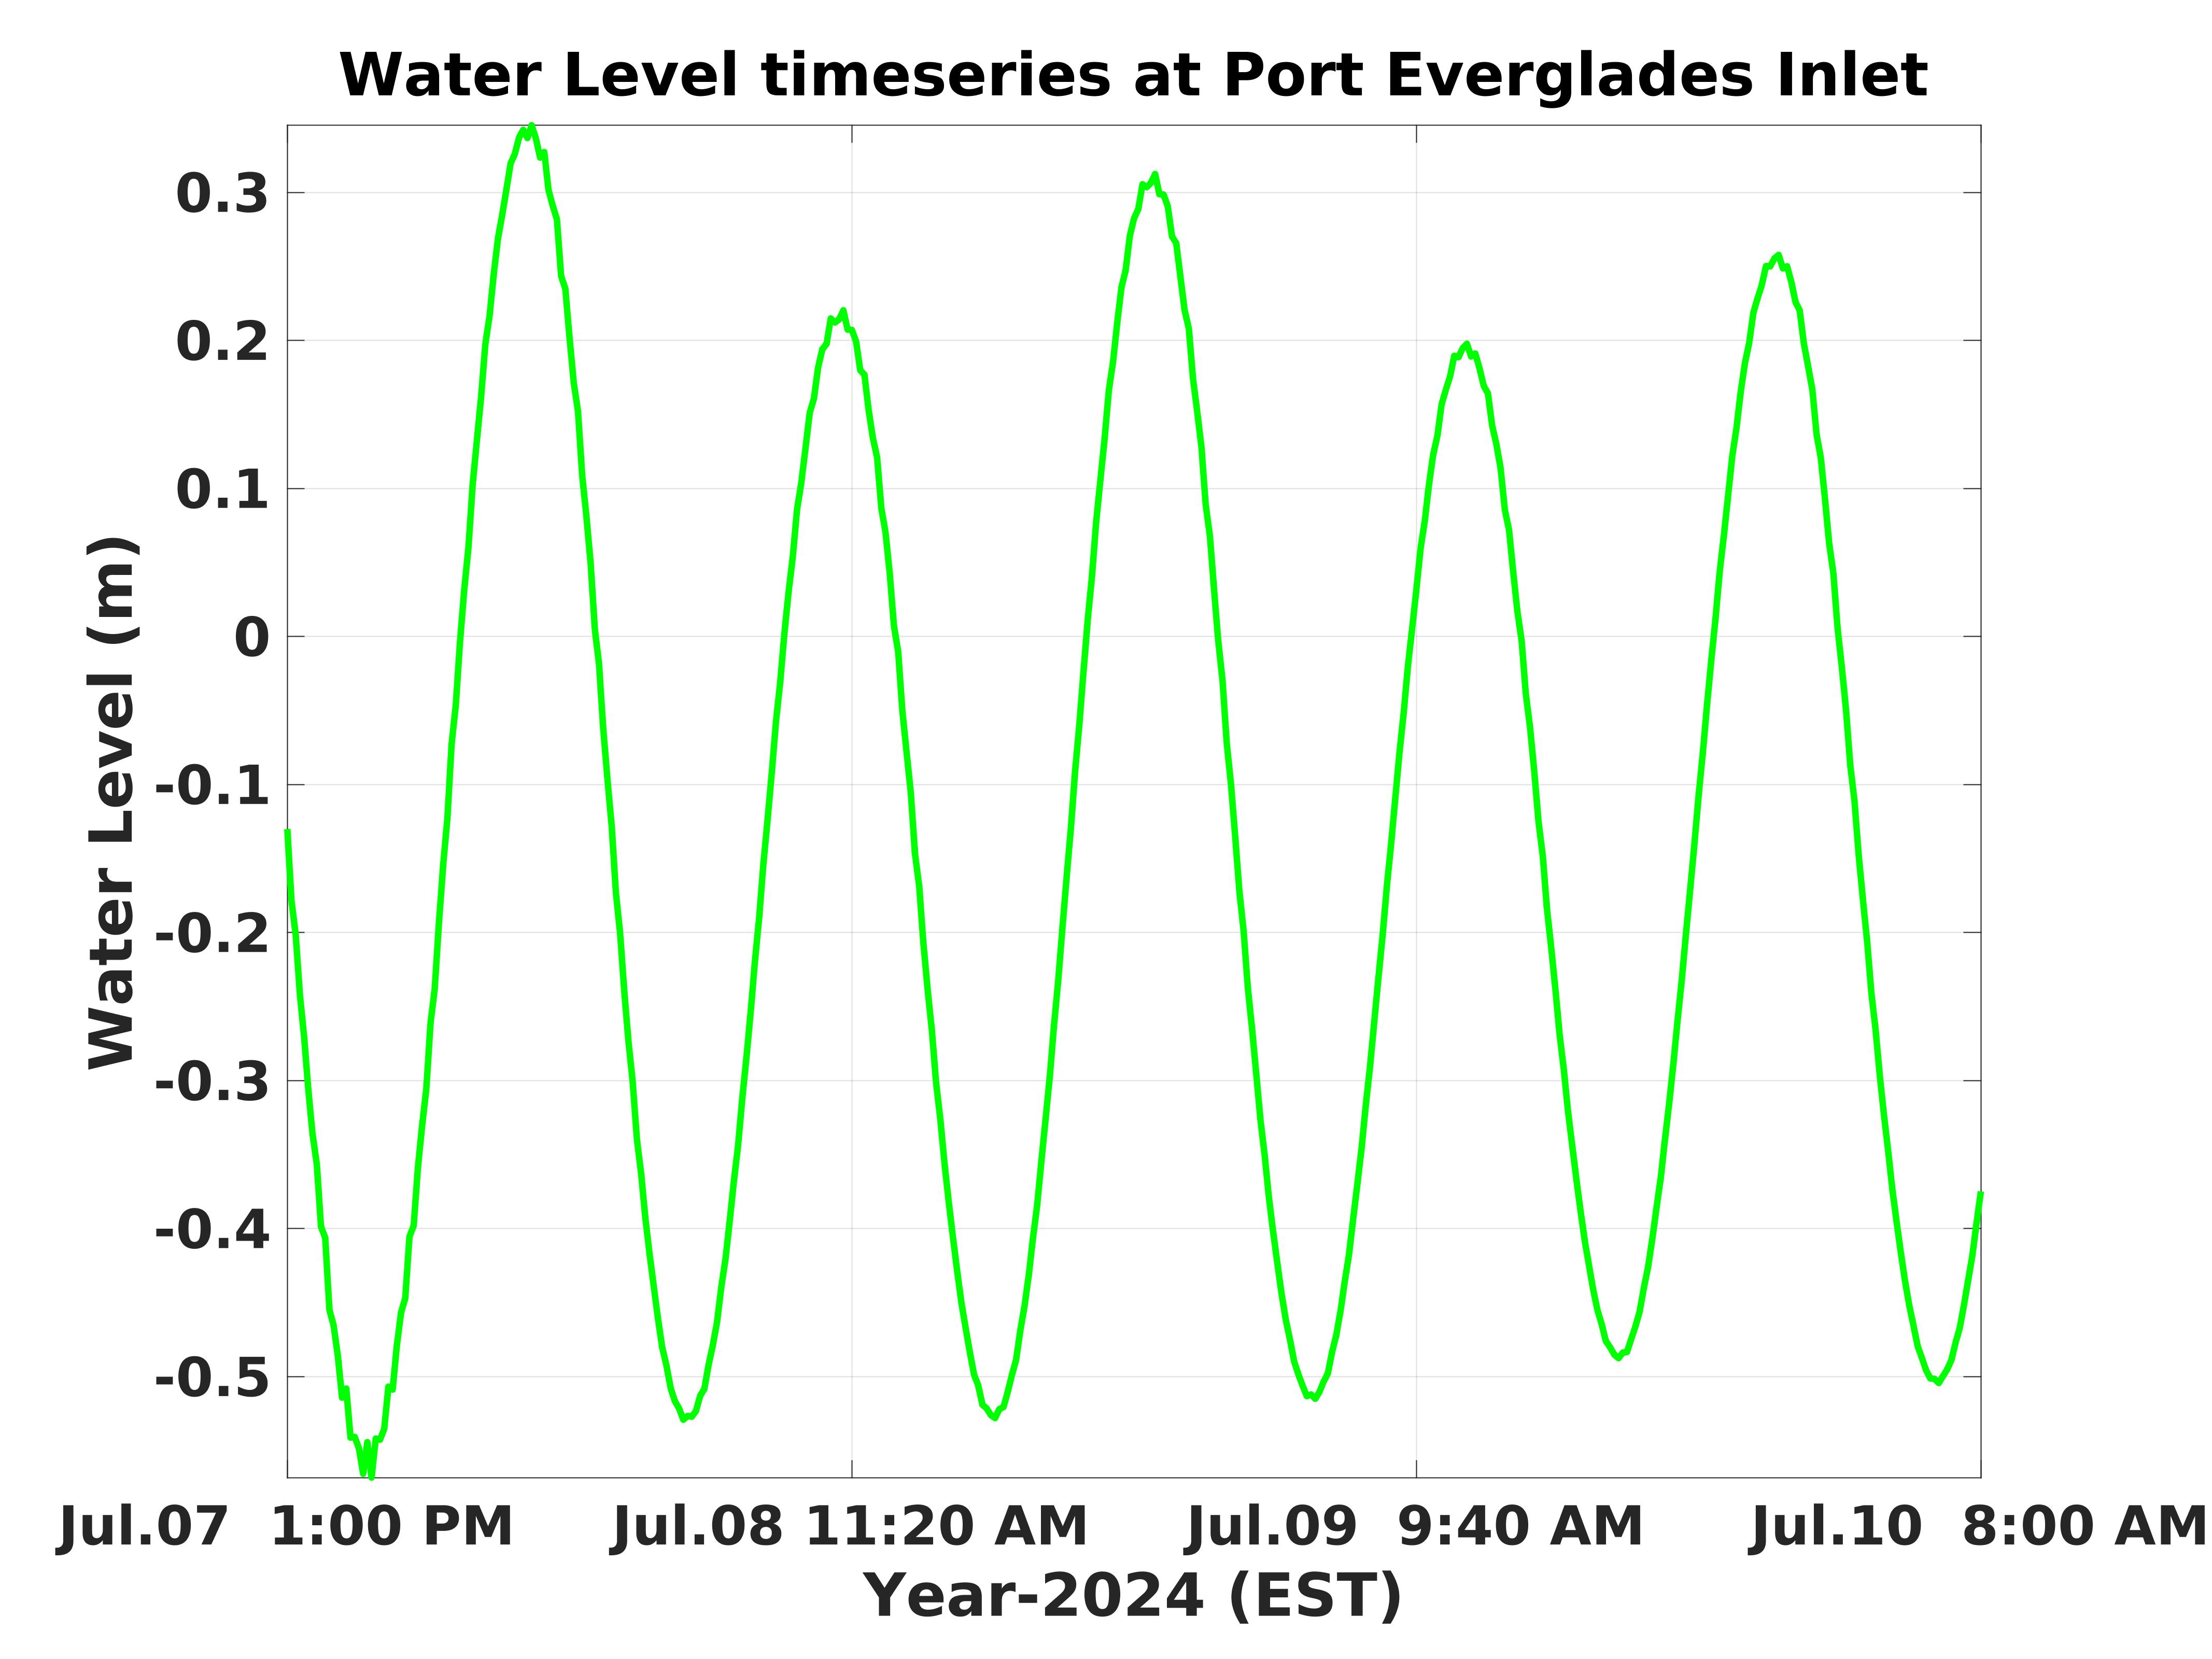 Water Level timeseries at Port Everglades Inlet
0.3
0.2
0.1
0
-0.1
-0.2
-0.3
-0.4
-0.5
Water Level (m)
Jul.07 1:00 PM Jul.08 11:20 AM Jul.09 9:40 AM Jul.10 8:00 AM
Year-2024 (EST)